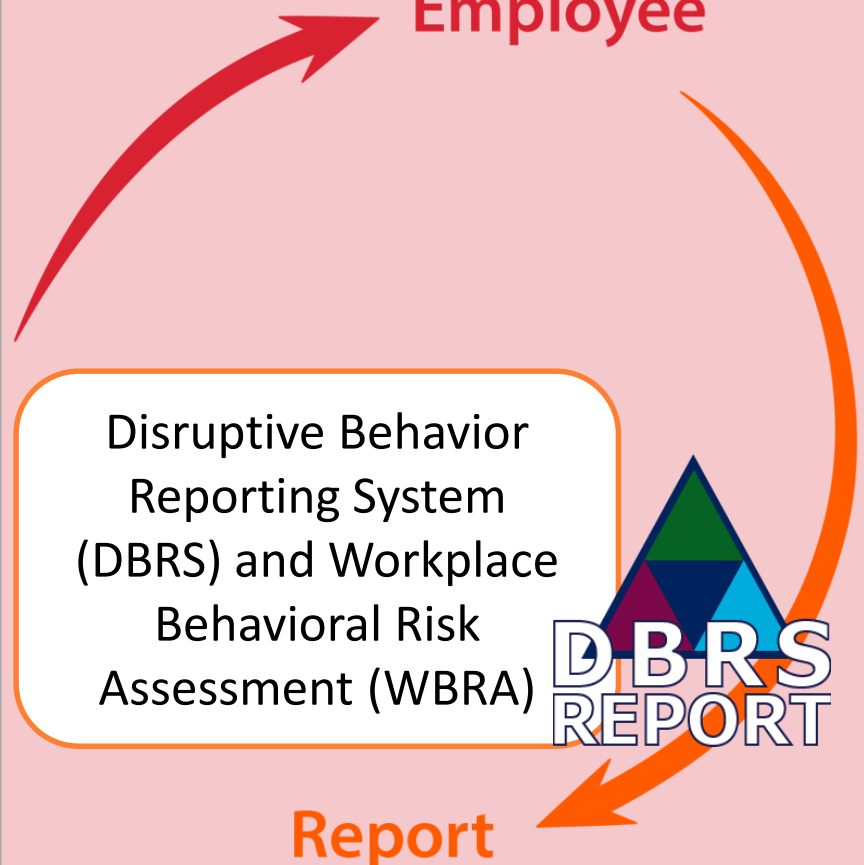 Employee
Disruptive Behavior
Reporting System
(DBRS) and Workplace
Behavioral Risk
Assessment (WBRA)
DBRS
REPORT
Report